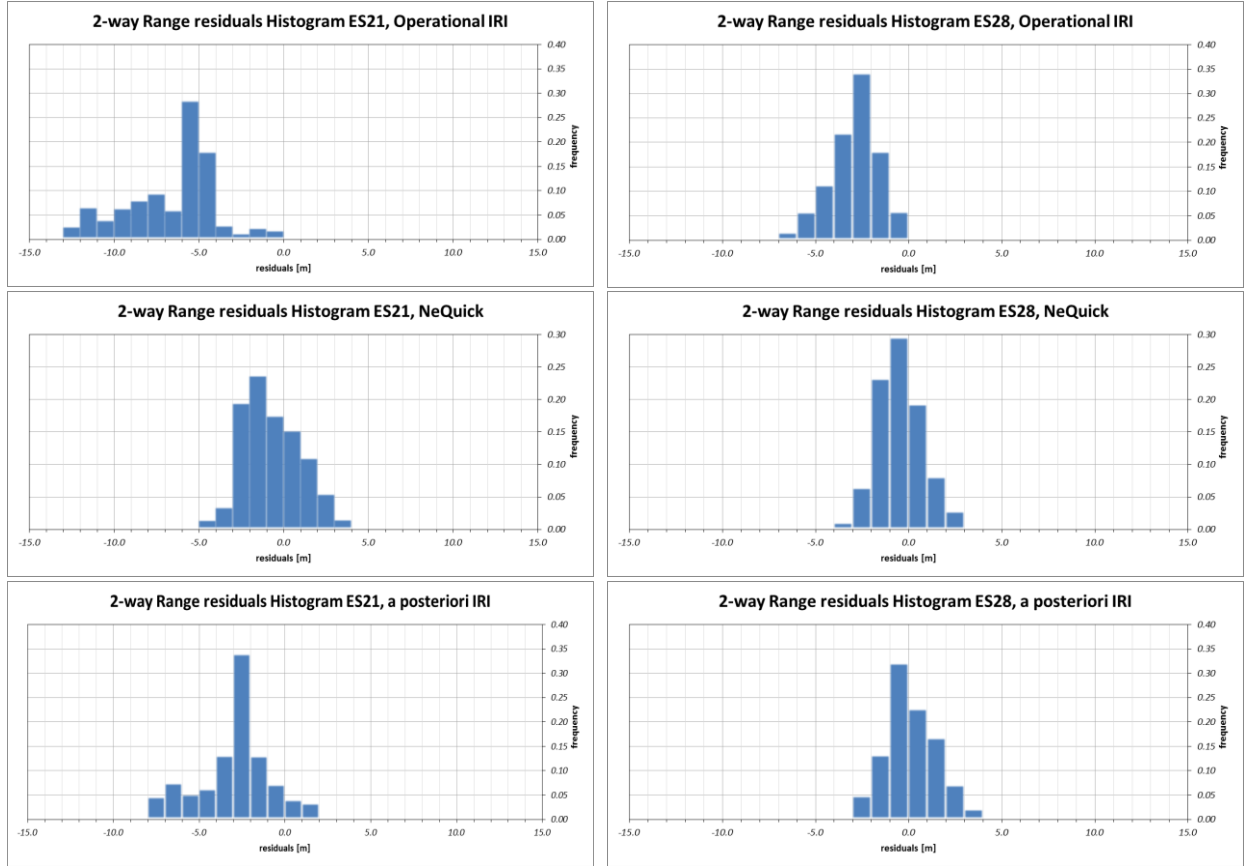 2-way Range residuals Histogram ES21, Operational IRI
0.40
0.35
0.30
0.25
0.20
0.15
0.10
0.05
0.00
frequency
-15.0 -10.0 -5.0 0.0 5.0 10.0 15.0
residuals [m]
2-way Range residuals Histogram ES28, Operational IRI
0.40
0.35
0.30
0.25
0.20
0.15
0.10
0.05
0.00
frequency
-15.0 -10.0 -5.0 0.0 5.0 10.0 15.0
residuals [m]
2-way Range residuals Histogram ES21, NeQuick
0.30
0.25
0.20
0.15
0.10
0.05
0.00
frequency
-15.0 -10.0 -5.0 0.0 5.0 10.0 15.0
residuals [m]
2-way Range residuals Histogram ES28, NeQuick
0.30
0.25
0.20
0.15
0.10
0.05
0.00
frequency
-15.0 -10.0 -5.0 0.0 5.0 10.0 15.0
residuals [m]
2-way Range residuals Histogram ES21, a posteriori IRI
0.40
0.35
0.30
0.25
0.20
0.15
0.10
0.05
0.00
frequency
-15.0 -10.0 -5.0 0.0 5.0 10.0 15.0
residuals [m]
2-way Range residuals Histogram ES28, a posteriori IRI
0.40
0.35
0.30
0.25
0.20
0.15
0.10
0.05
0.00
frequency
-15.0 -10.0 -5.0 0.0 5.0 10.0 15.0
residuals [m]